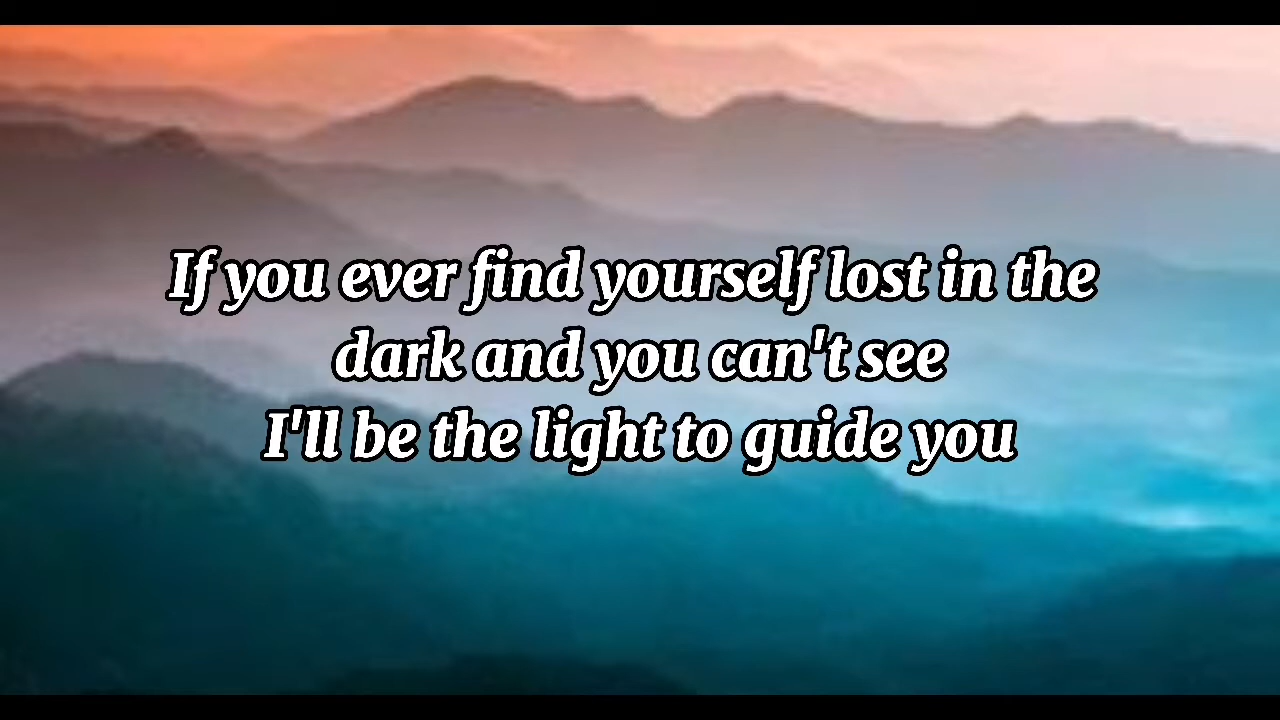 If you ever find yourself lost in the
dark and you can't see
I'll be the light to guide you